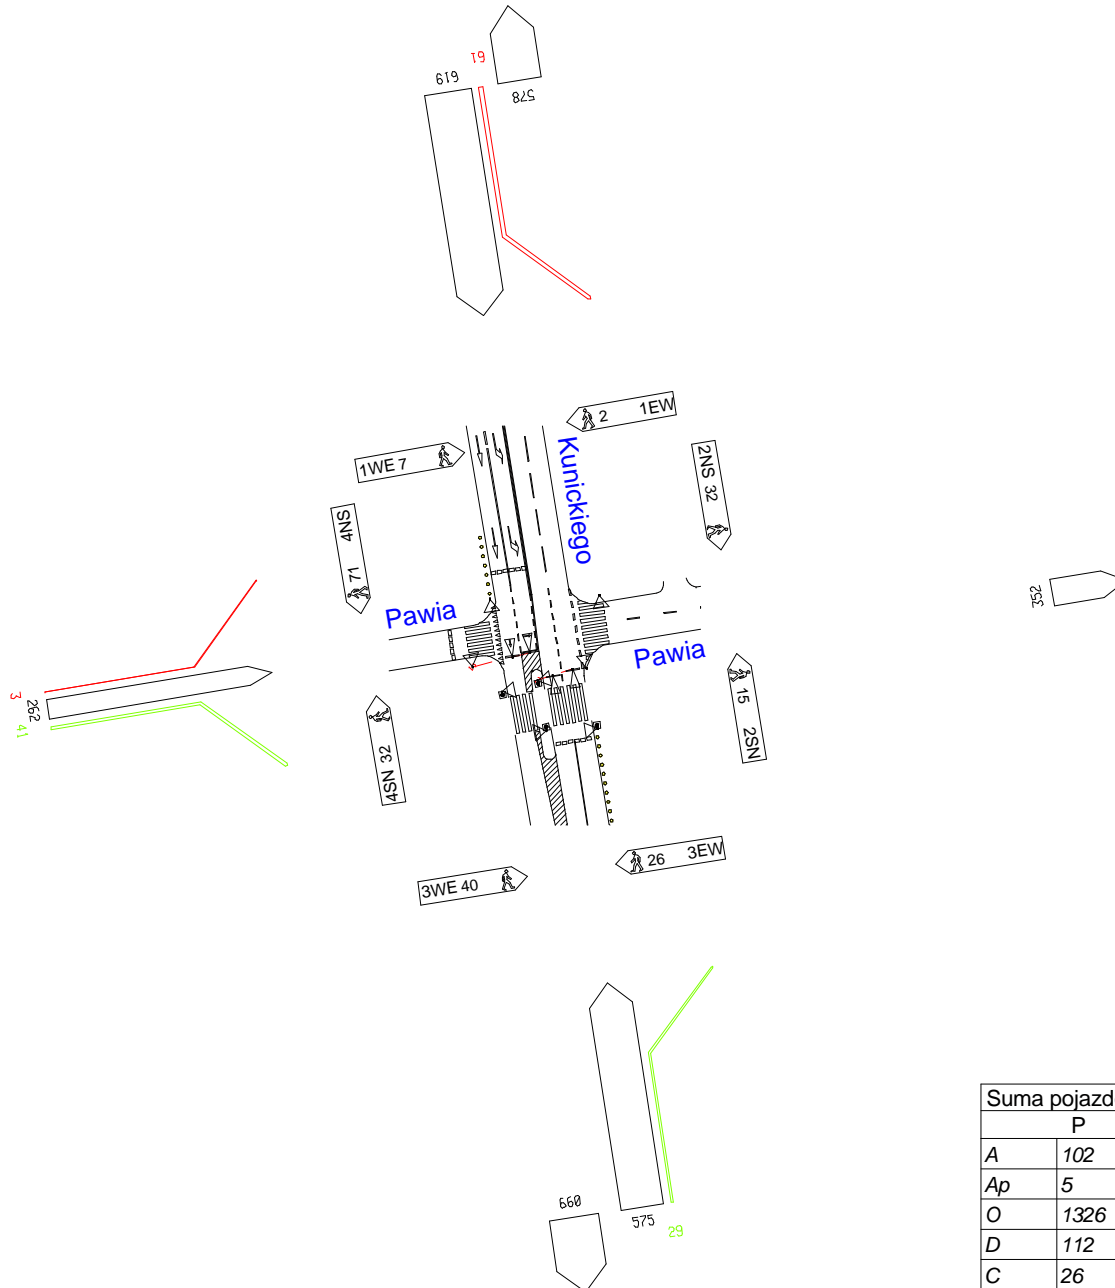 61
619
578
2 1EW
1WE 7
Kunickiego
2NS 32
71 4NS
352
Pawia
Pawia
3
262
41
15 2SN
4SN 32
26 3EW
3WE 40
660
575
29
Suma pojazd
P
A 102
Ap 5
O 1326
D 112
C 26